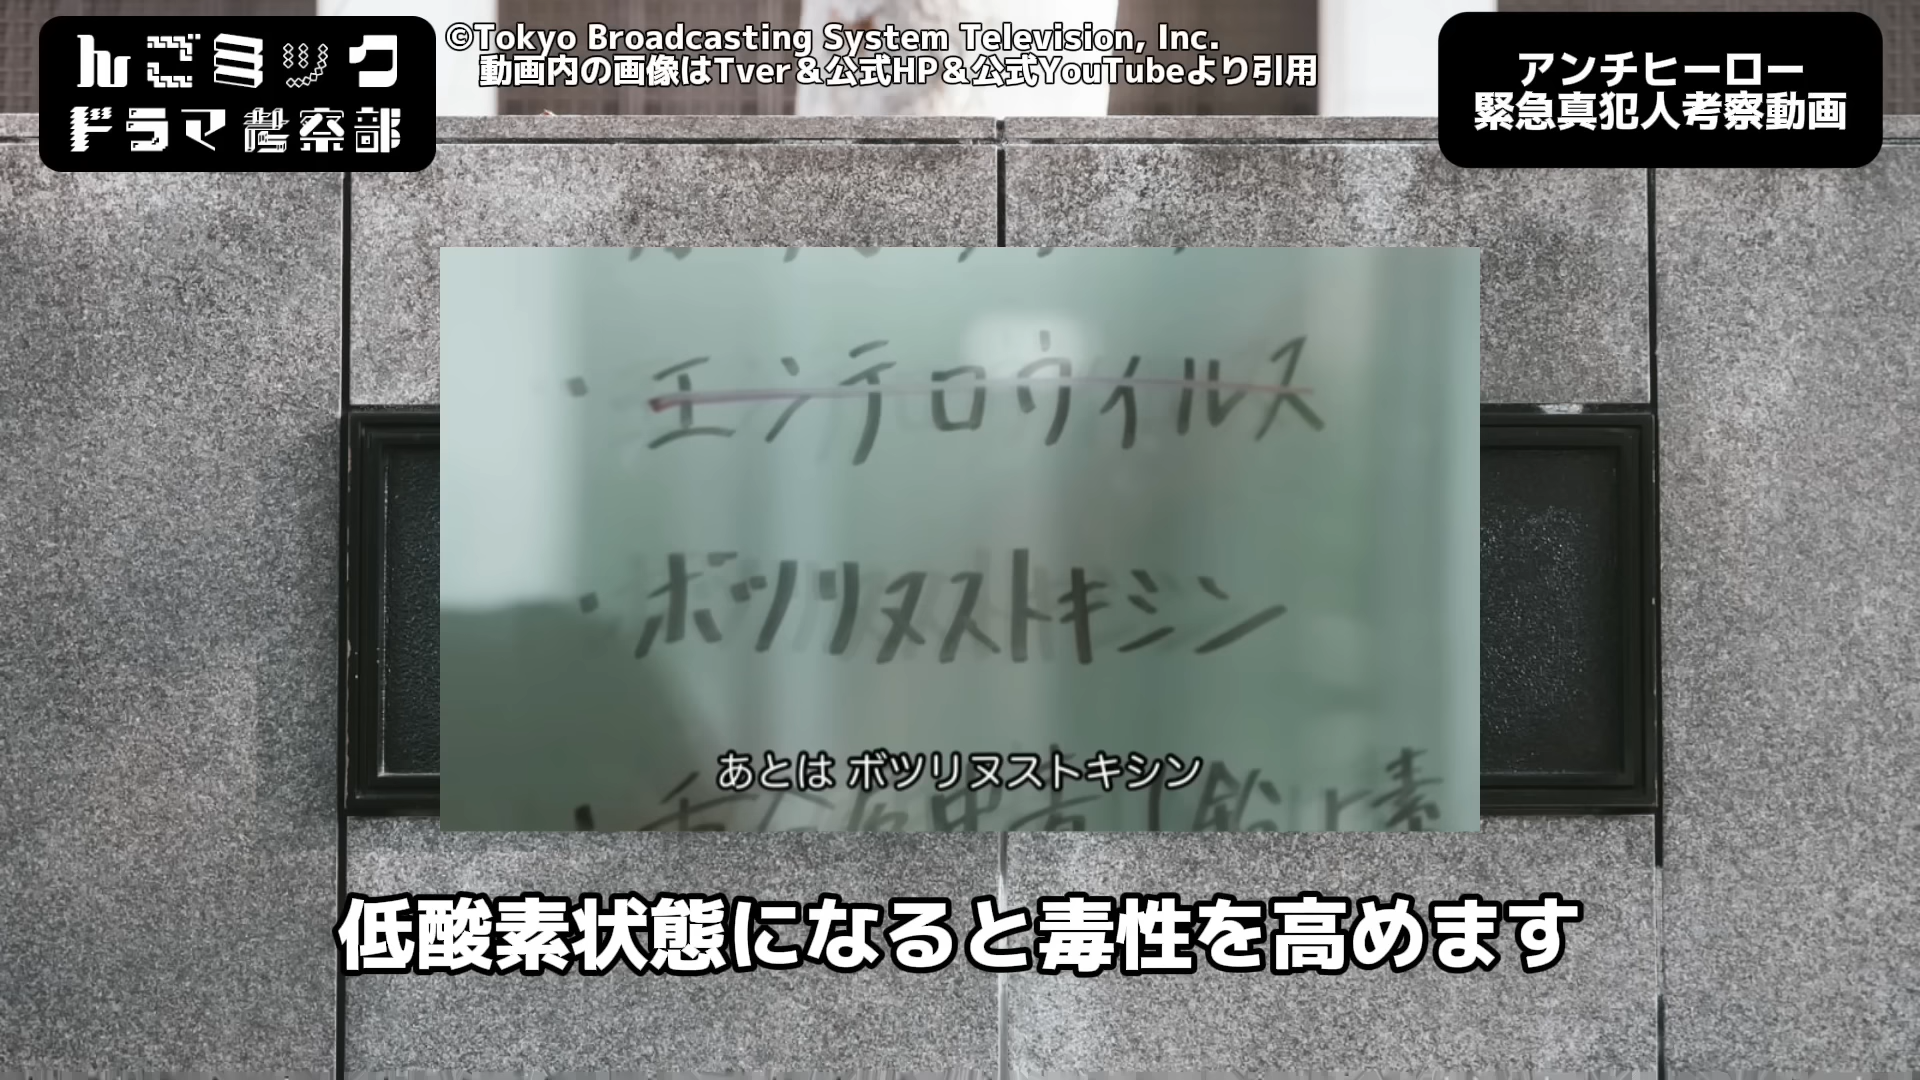 hrごミック
ドラマ考察部
©Tokyo Broadcasting System Television, Inc.
動画内の画像はTver&公式HP&公式YouTubeより引用
アンチヒーロー
緊急真犯人考察動画
・エンテロウイルス
・ボツリヌストキシン
あとは ボツリヌストキシン
低酸素状態になると毒性を高めます